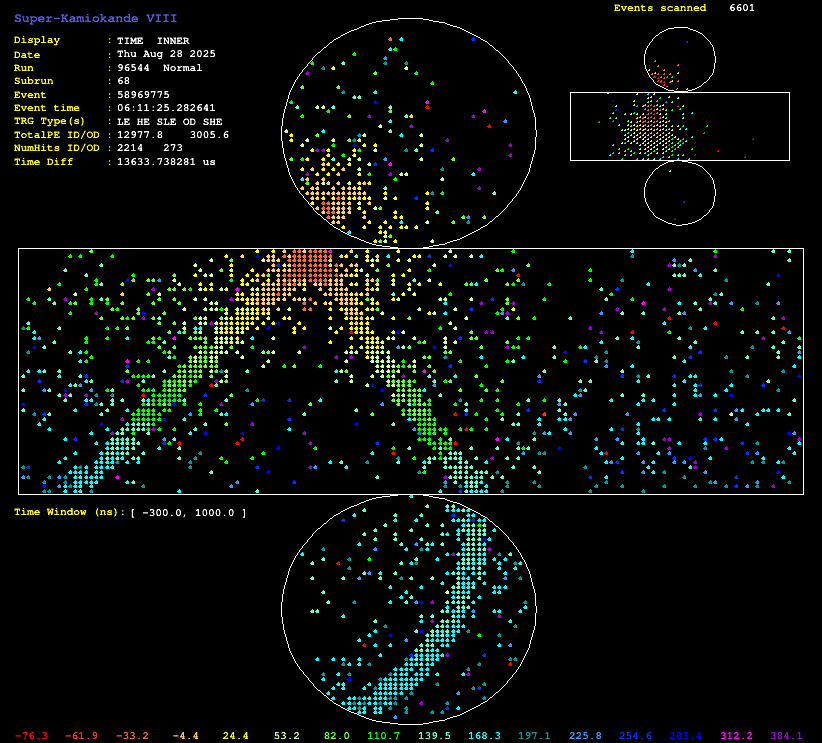 Super-Kamiokande VIII
Events scanned 6601
Display : TIME INNER
Date : Thu Aug 28 2025
Run : 96544 Normal
Subrun : 68
Event : 58969775
Event time : 06:11:25.282641
TRG Type(s) : LE HE SLE OD SHE
TotalPE ID/OD : 12977.8 3005.6
NumHits ID/OD : 2214 273
Time Diff : 13633.738281 us
Time Window (ns): [ -300.0, 1000.0 ]
-76.3 -61.9 -33.2 -4.4 24.4 53.2 82.0 110.7 139.5 168.3 197.1 225.8 254.6 283.4 312.2 384.1